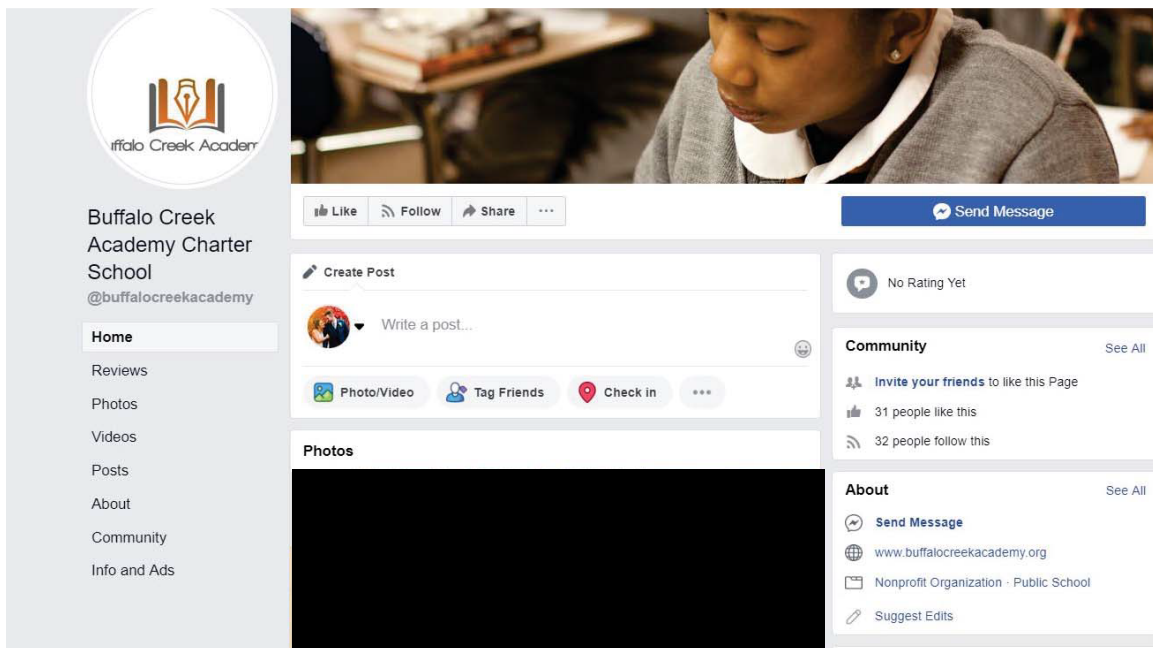 iffalo Creek Academ
Buffalo Creek
Academy Charter
School
@buffalocreekacademy
Home
Reviews
Photos
Videos
Posts
About
Community
Info and Ads
Like Follow Share ...
Send Message
Create Post
Write a post...
Photo/Video Tag Friends Check in
Photos
No Rating Yet
Community See All
Invite your friends to like this Page
31 people like this
32 people follow this
About See All
Send Message
www.buffalocreekacademy.org
Nonprofit Organization · Public School
Suggest Edits